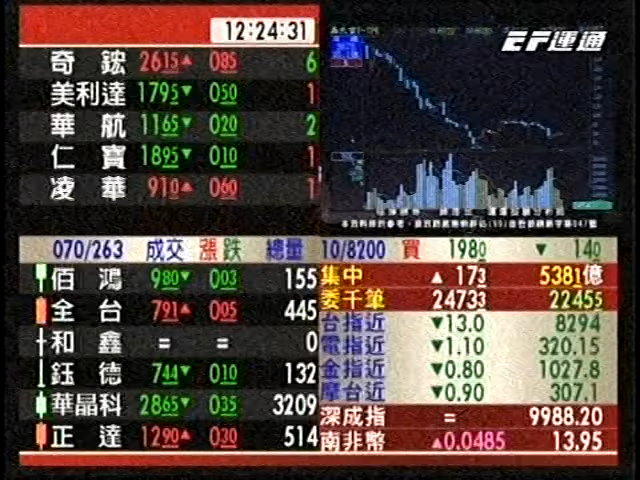 12:24:31
EF運通
奇鋐 2615▲ 085 6
美利達 1795▼ 050 1
華航 1165▼ 020 2
仁寶 1895▼ 010 1
凌華 910▲ 060 1
070/263 成交 漲跌 總量
佰鴻 980▼ 003 155
全台 791▲ 005 445
和鑫 = = 0
鈺德 744▼ 010 132
華晶科 2865▼ 035 3209
正達 1290▲ 030 514
10/8200 買 1980 ▼ 140
集中 ▲ 173 5381億
委千筆 24733 22455
台指近 ▼13.0 8294
電指近 ▼1.10 320.15
金指近 ▼0.80 1027.8
摩台近 ▼0.90 307.1
深成指 = 9988.20
南非幣 ▲0.0485 13.95